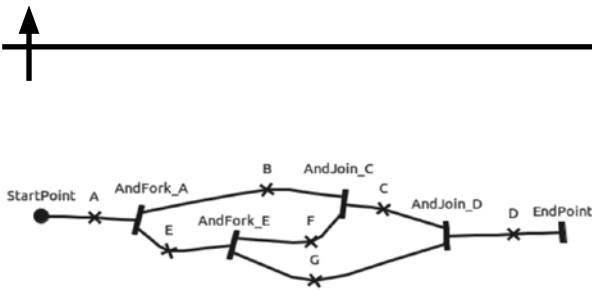 B
AndJoin_C
StartPoint
A
AndFork_A
C
AndFork_E
F
AndJoin_D
E
D
EndPoint
G